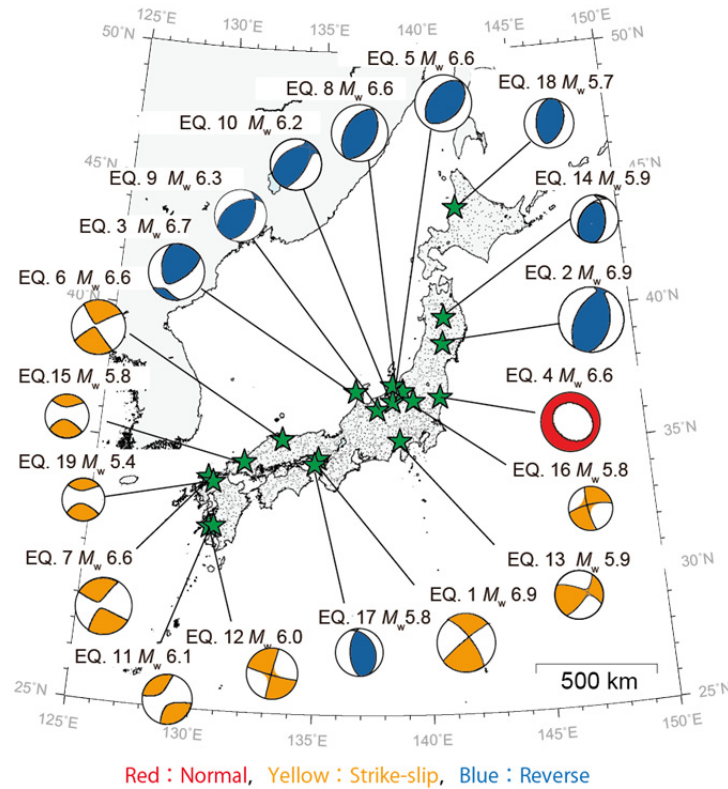 125°E
130°E
135°E
140°E
145°E
150°E
50°N
50°N
EQ. 5 Mw 6.6
EQ. 8 Mw 6.6
EQ. 18 Mw 5.7
EQ. 10 Mw 6.2
45°N
45°N
EQ. 9 Mw 6.3
EQ. 14 Mw 5.9
EQ. 3 Mw 6.7
EQ. 2 Mw 6.9
EQ. 6 Mw 6.6
40°N
40°N
EQ.15 Mw 5.8
EQ. 4 Mw 6.6
35°N
EQ. 19 Mw 5.4
EQ. 16 Mw 5.8
EQ. 7 Mw 6.6
EQ. 13 Mw 5.9
30°N
EQ. 1 Mw 6.9
EQ. 17 Mw5.8
EQ. 12 Mw 6.0
EQ. 11 Mw 6.1
500 km
25°N
25°N
125°E
130°E
135°E
140°E
145°E
150°E
Red：Normal, Yellow：Strike-slip, Blue：Reverse